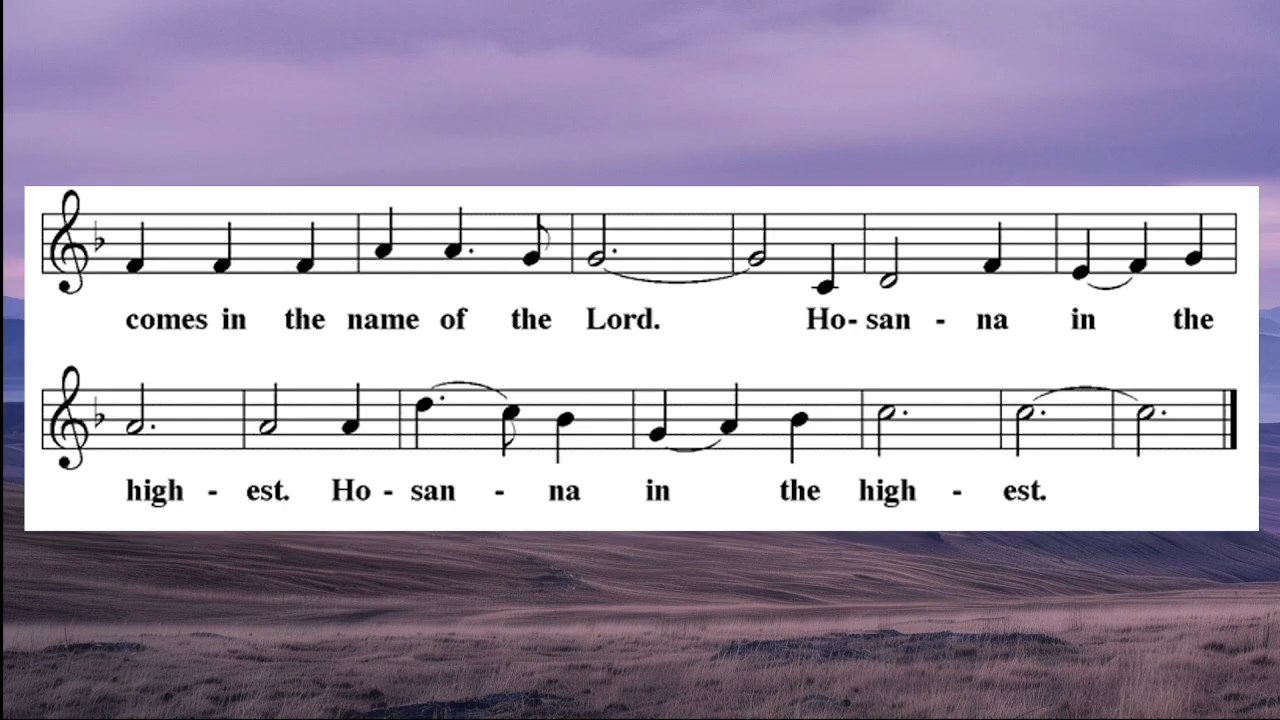 comes in the name of the Lord. Ho- san - na in the
high - est. Ho - san - na in the high - est.